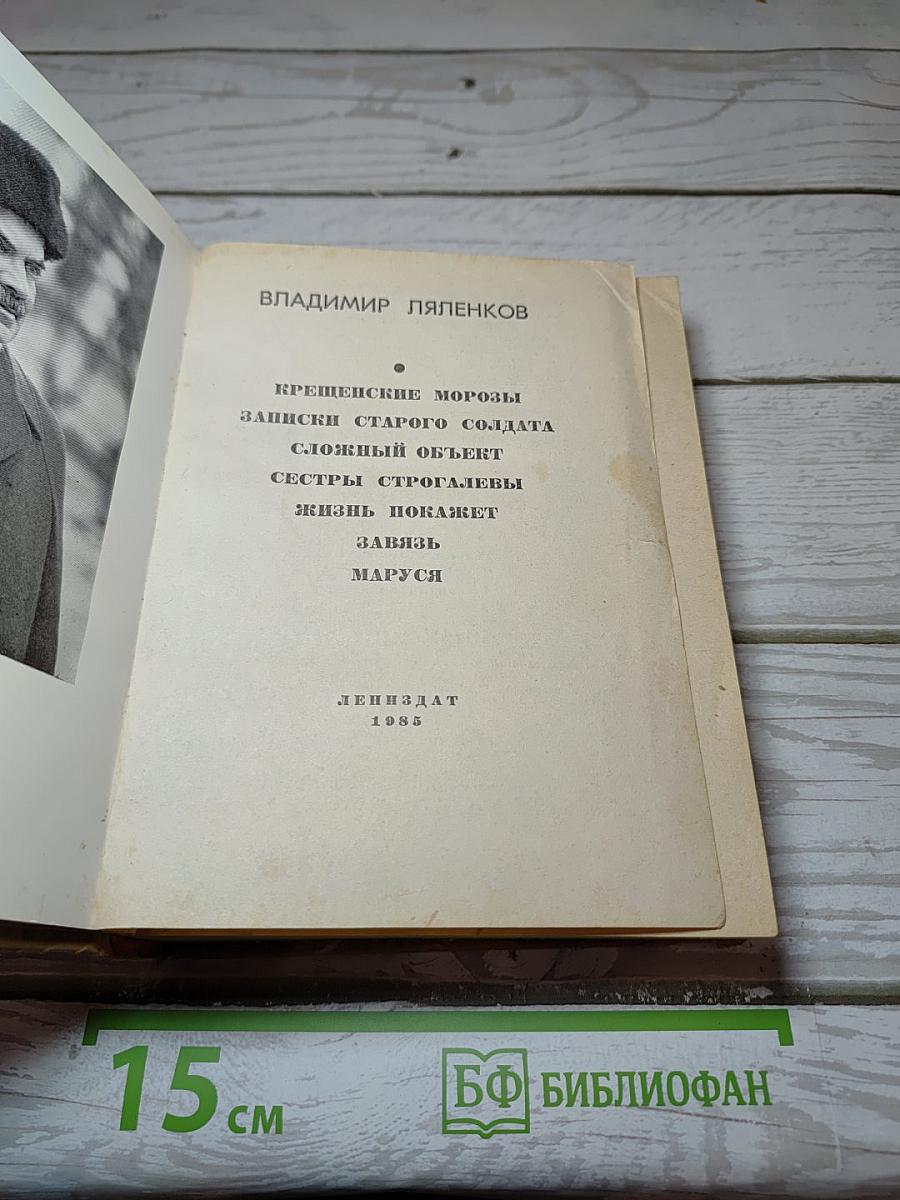 ВЛАДИМИР ЛЯЛЕНКОВ
КРЕЩЕНСКИЕ МОРОЗЫ
ЗАПИСКИ СТАРОГО СОЛДАТА
СЛОЖНЫЙ ОБЪЕКТ
СЕСТРЫ СТРОГАЛЕВЫ
ЖИЗНЬ ПОКАЖЕТ
ЗАВЯЗЬ
МАРУСЯ
ЛЕНИЗДАТ
1985
15 см
БФ БИБЛИОФАН